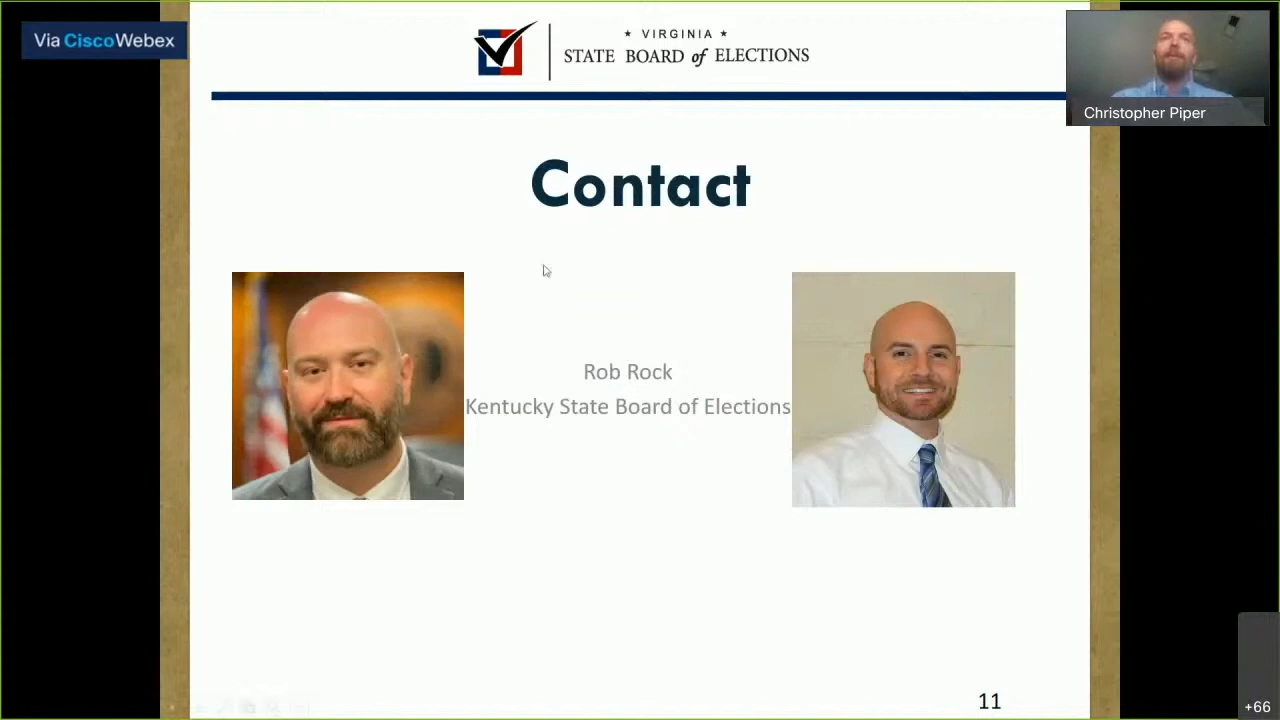 Via CiscoWebex
★ VIRGINIA ★
STATE BOARD of ELECTIONS
Christopher Piper
Contact
Rob Rock
Kentucky State Board of Elections
11
+66